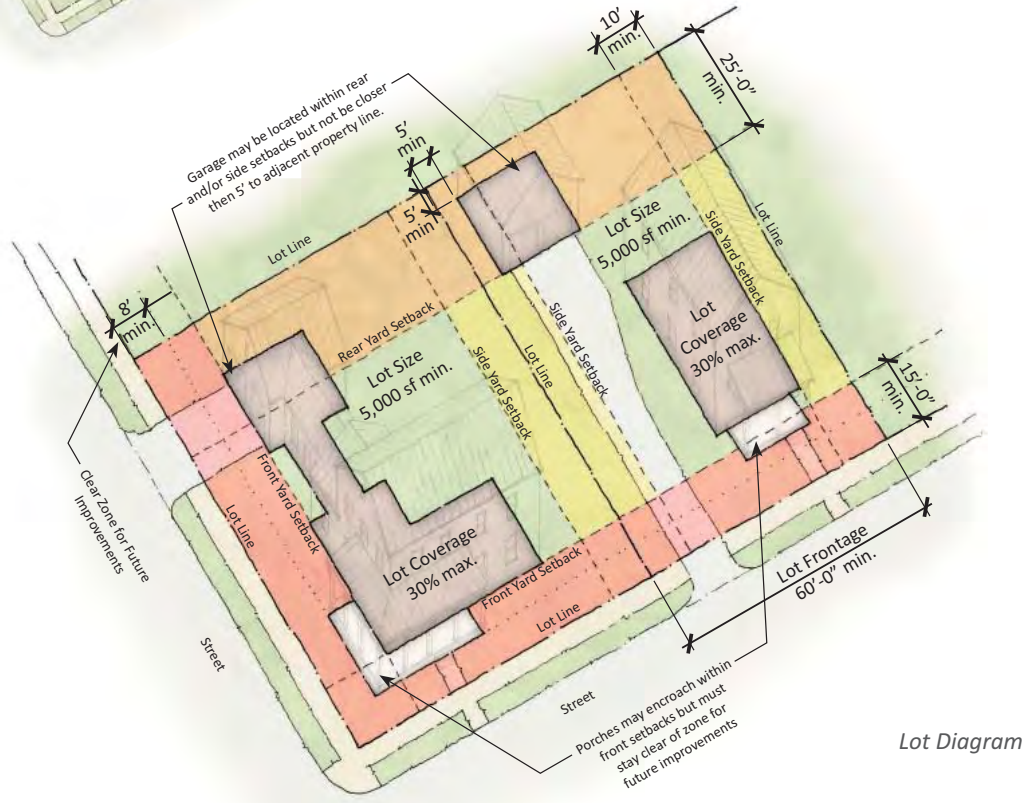 10'
min.
25'-0"
min.
Garage may be located within rear
and/or side setbacks but not be closer
then 5' to adjacent property line.
5'
min
5'
min
Lot Line
Lot Size
5,000 sf min.
Side Yard Setback
Lot Line
8'
min.
Rear Yard Setback
Lot Size
5,000 sf min.
Side Yard Setback
Lot Line
Side Yard Setback
Lot
Coverage
30% max.
15'-0"
min.
Clear Zone for Future
Improvements
Front Yard Setback
Lot Line
Lot Coverage
30% max.
Front Yard Setback
Lot Line
Lot Frontage
60'-0" min.
Street
Street
Porches may encroach within
front setbacks but must
stay clear of zone for
future improvements
Lot Diagram